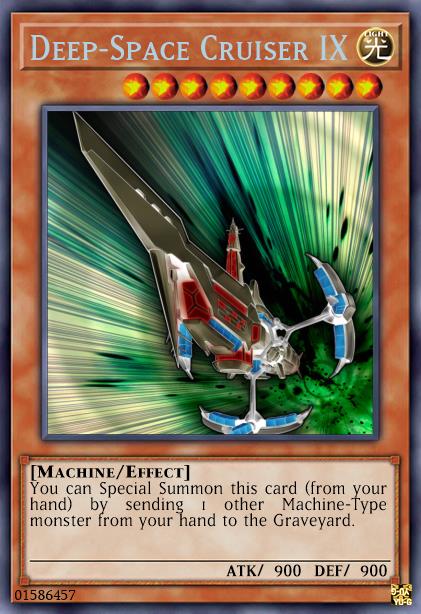 Deep-Space Cruiser IX
LIGHT
光
[Machine/Effect]
You can Special Summon this card (from your
hand) by sending 1 other Machine-Type
monster from your hand to the Graveyard.
ATK/ 900 DEF/ 900
01586457